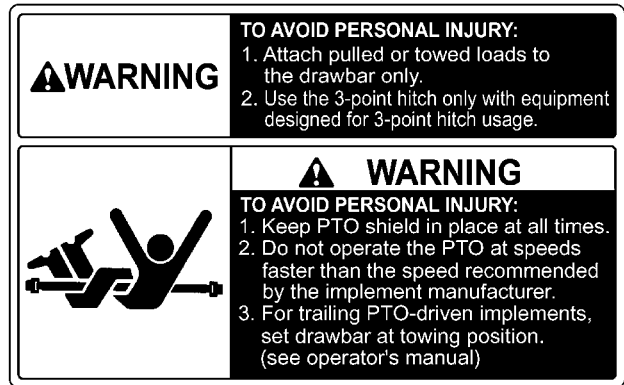 WARNING
TO AVOID PERSONAL INJURY:
1. Attach pulled or towed loads to
the drawbar only.
2. Use the 3-point hitch only with equipment
designed for 3-point hitch usage.
WARNING
TO AVOID PERSONAL INJURY:
1. Keep PTO shield in place at all times.
2. Do not operate the PTO at speeds
faster than the speed recommended
by the implement manufacturer.
3. For trailing PTO-driven implements,
set drawbar at towing position.
(see operator's manual)